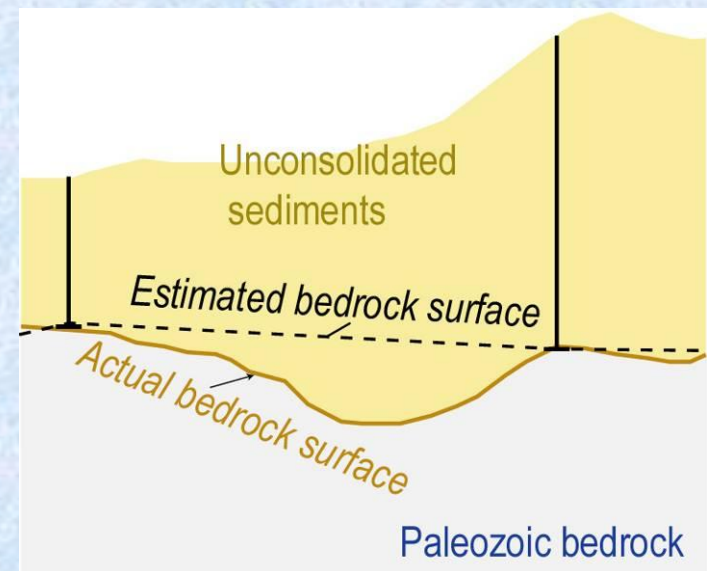 Unconsolidated
sediments
Estimated bedrock surface
Actual bedrock surface
Paleozoic bedrock